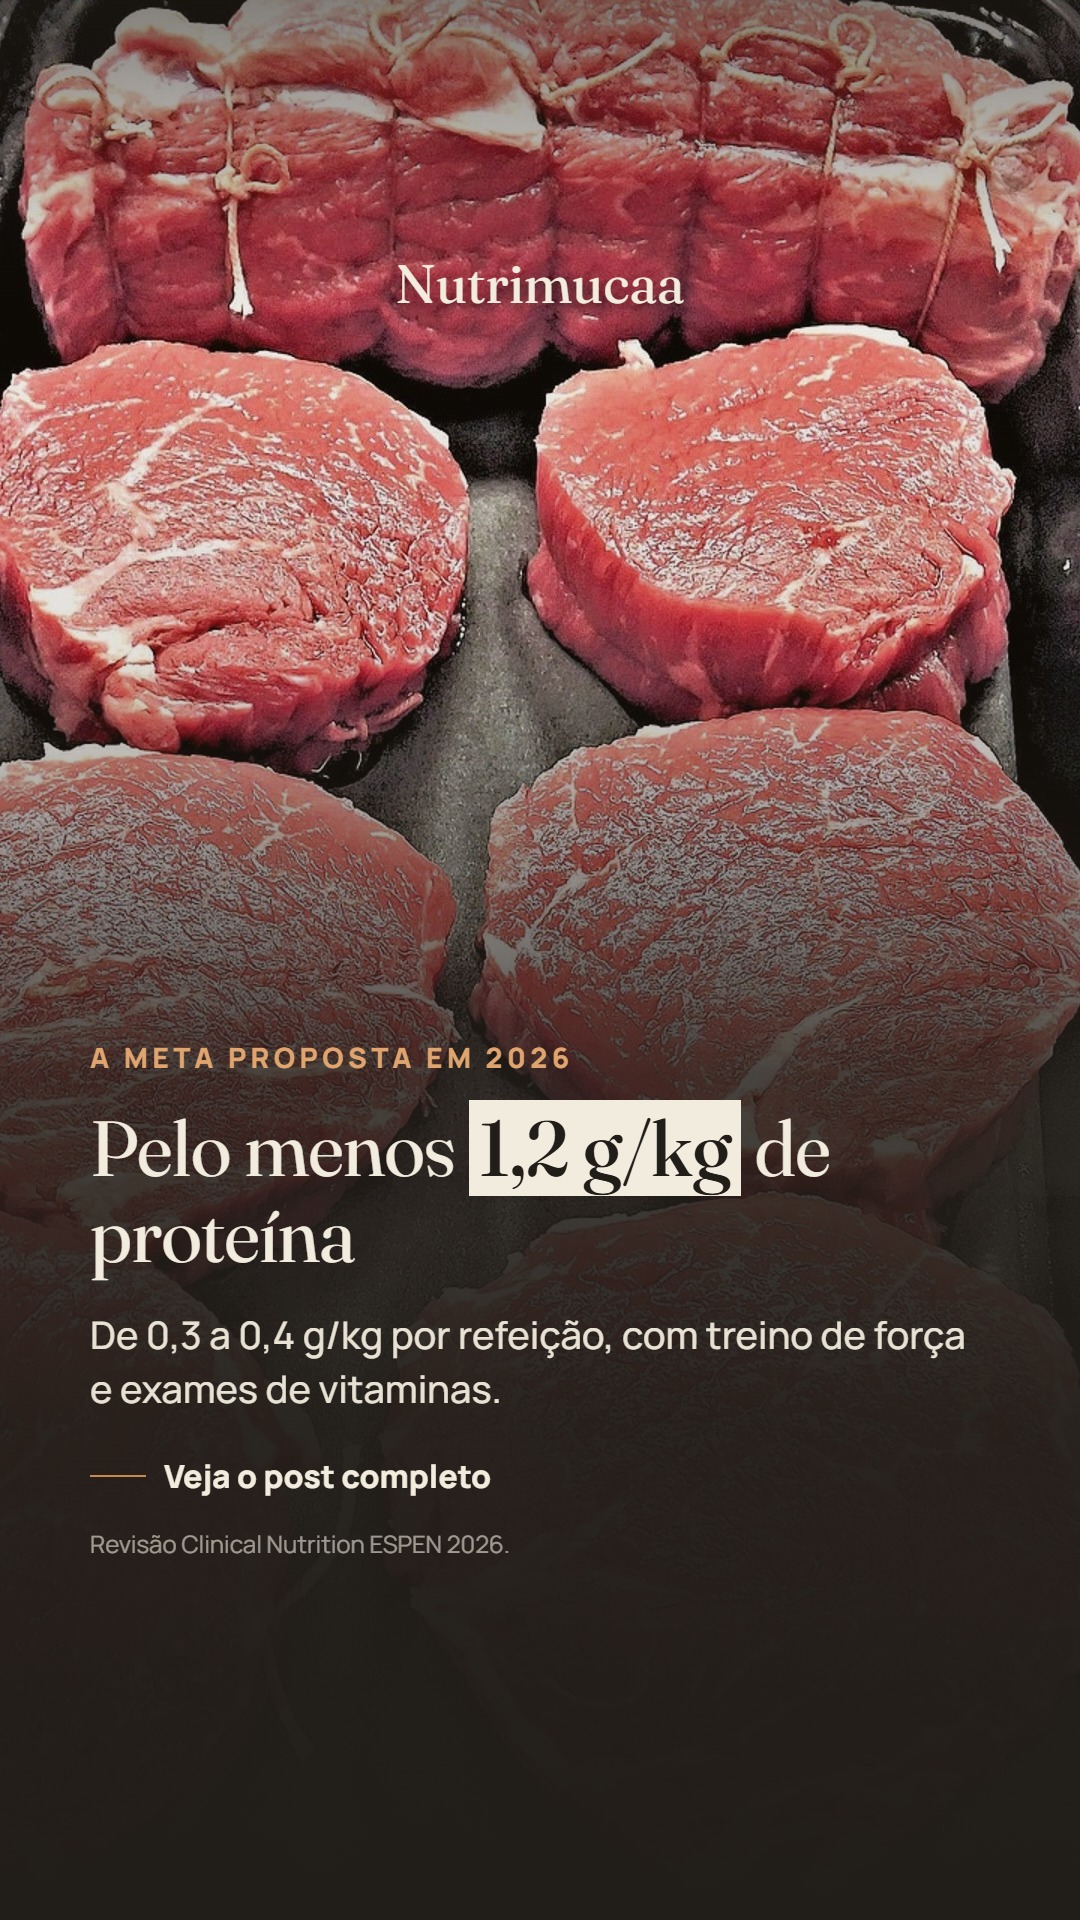 Nutrimucaa
A META PROPOSTA EM 2026
Pelo menos 1,2 g/kg de
proteína
De 0,3 a 0,4 g/kg por refeição, com treino de força
e exames de vitaminas.
Veja o post completo
Revisão Clinical Nutrition ESPEN 2026.